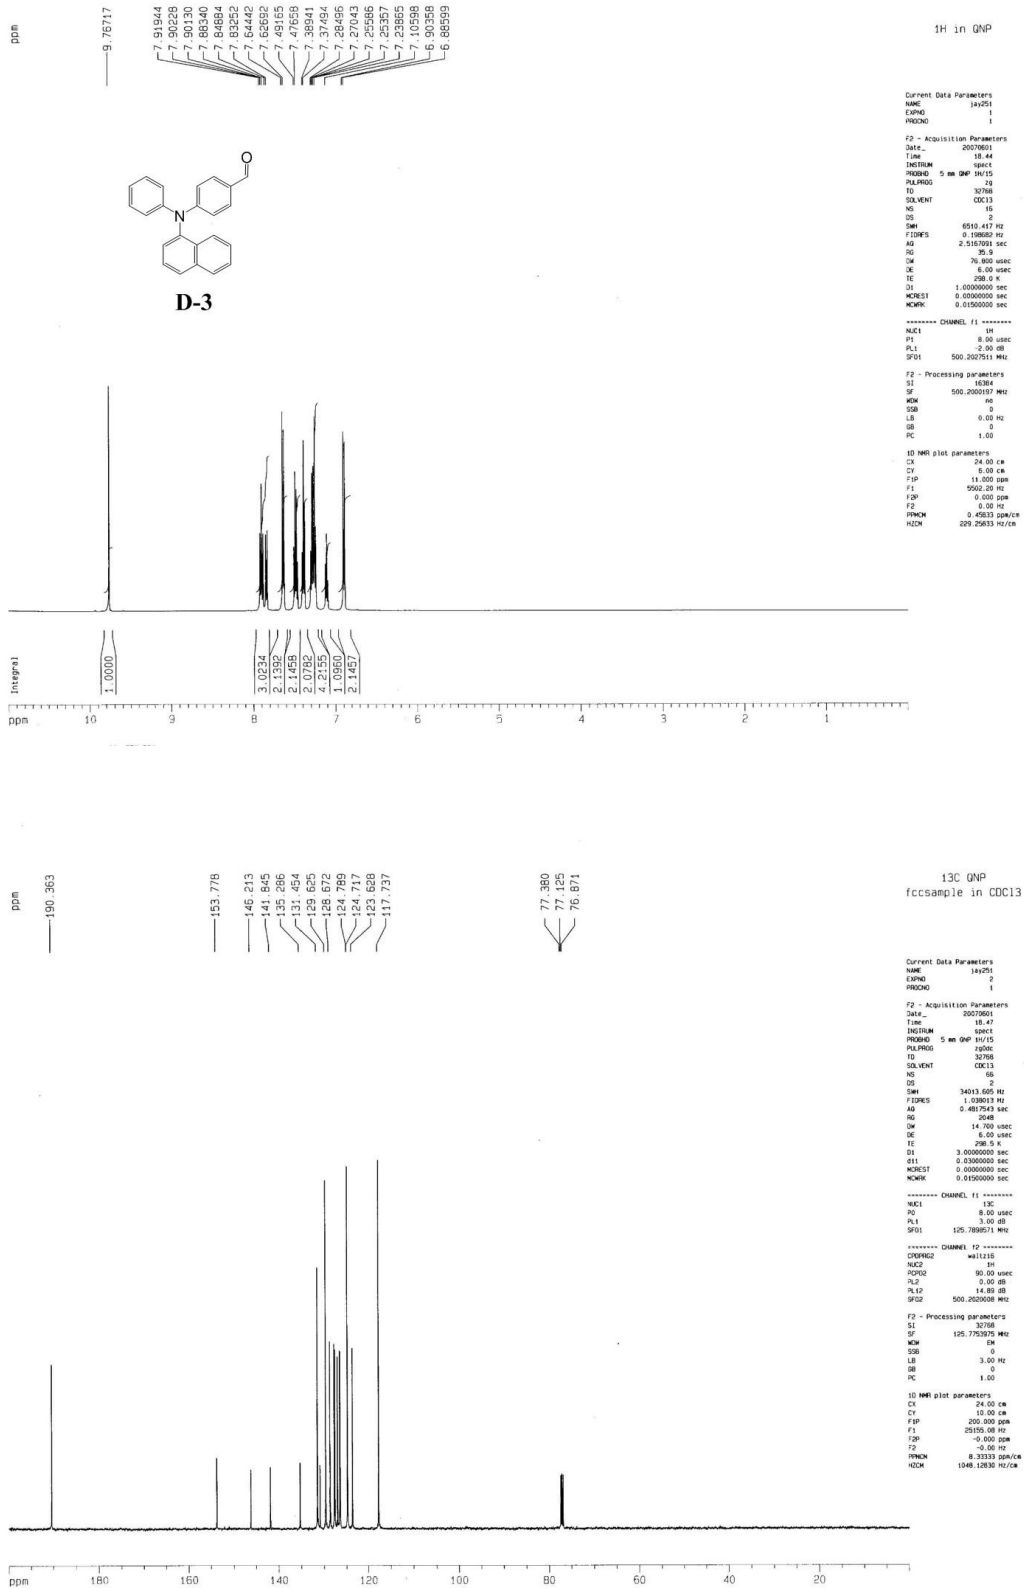 ppm
9.76717
7.91944
7.90228
7.90130
7.88340
7.84884
7.83252
7.64442
7.62692
7.49165
7.47658
7.38941
7.37494
7.28496
7.27043
7.25586
7.25357
7.23865
7.10598
6.90358
6.88599
1H in QNP
Current Data Parameters
NAME jay251
EXPNO 1
PROCNO 1
F2 - Acquisition Parameters
Date_ 20070601
Time 18.44
INSTRUM spect
PROBHD 5 mm QNP 1H/15
PULPROG zg
TD 32768
SOLVENT CDCl3
NS 16
DS 2
SWH 6510.417 Hz
FIDRES 0.198682 Hz
AQ 2.5167091 sec
RG 35.9
DW 76.800 usec
DE 6.00 usec
TE 298.0 K
D1 1.00000000 sec
MCREST 0.00000000 sec
MCWRK 0.01500000 sec
======== CHANNEL f1 ========
NUC1 1H
P1 8.00 usec
PL1 -2.00 dB
SFO1 500.2027511 MHz
F2 - Processing parameters
SI 16384
SF 500.2000197 MHz
WDW no
SSB 0
LB 0.00 Hz
GB 0
PC 1.00
1D NMR plot parameters
CX 24.00 cm
CY 6.00 cm
F1P 11.000 ppm
F1 5502.20 Hz
F2P 0.000 ppm
F2 0.00 Hz
PPMCM 0.45833 ppm/cm
HZCM 229.25833 Hz/cm
O
N
D-3
Integral
1.0000
3.0234
2.1392
2.1458
2.0782
4.2155
1.0960
2.1457
ppm 10 9 8 7 6 5 4 3 2 1
ppm
190.363
153.778
146.213
141.845
135.286
131.454
129.625
128.672
124.789
124.717
123.628
117.737
77.380
77.125
76.871
13C QNP
fccsample in CDCl3
Current Data Parameters
NAME jay251
EXPNO 2
PROCNO 1
F2 - Acquisition Parameters
Date_ 20070601
Time 18.47
INSTRUM spect
PROBHD 5 mm QNP 1H/15
PULPROG zg0dc
TD 32768
SOLVENT CDCl3
NS 66
DS 2
SWH 34013.605 Hz
FIDRES 1.038013 Hz
AQ 0.4817543 sec
RG 2048
DW 14.700 usec
DE 6.00 usec
TE 298.5 K
D1 3.00000000 sec
d11 0.03000000 sec
MCREST 0.00000000 sec
MCWRK 0.01500000 sec
======== CHANNEL f1 ========
NUC1 13C
P0 8.00 usec
PL1 3.00 dB
SFO1 125.7898571 MHz
======== CHANNEL f2 ========
CPDPRG2 waltz16
NUC2 1H
PCPD2 90.00 usec
PL2 0.00 dB
PL12 14.89 dB
SFO2 500.2020008 MHz
F2 - Processing parameters
SI 32768
SF 125.7753975 MHz
WDW EM
SSB 0
LB 3.00 Hz
GB 0
PC 1.00
1D NMR plot parameters
CX 24.00 cm
CY 10.00 cm
F1P 200.000 ppm
F1 25155.08 Hz
F2P -0.000 ppm
F2 -0.00 Hz
PPMCM 8.33333 ppm/cm
HZCM 1048.12830 Hz/cm
ppm 180 160 140 120 100 80 60 40 20